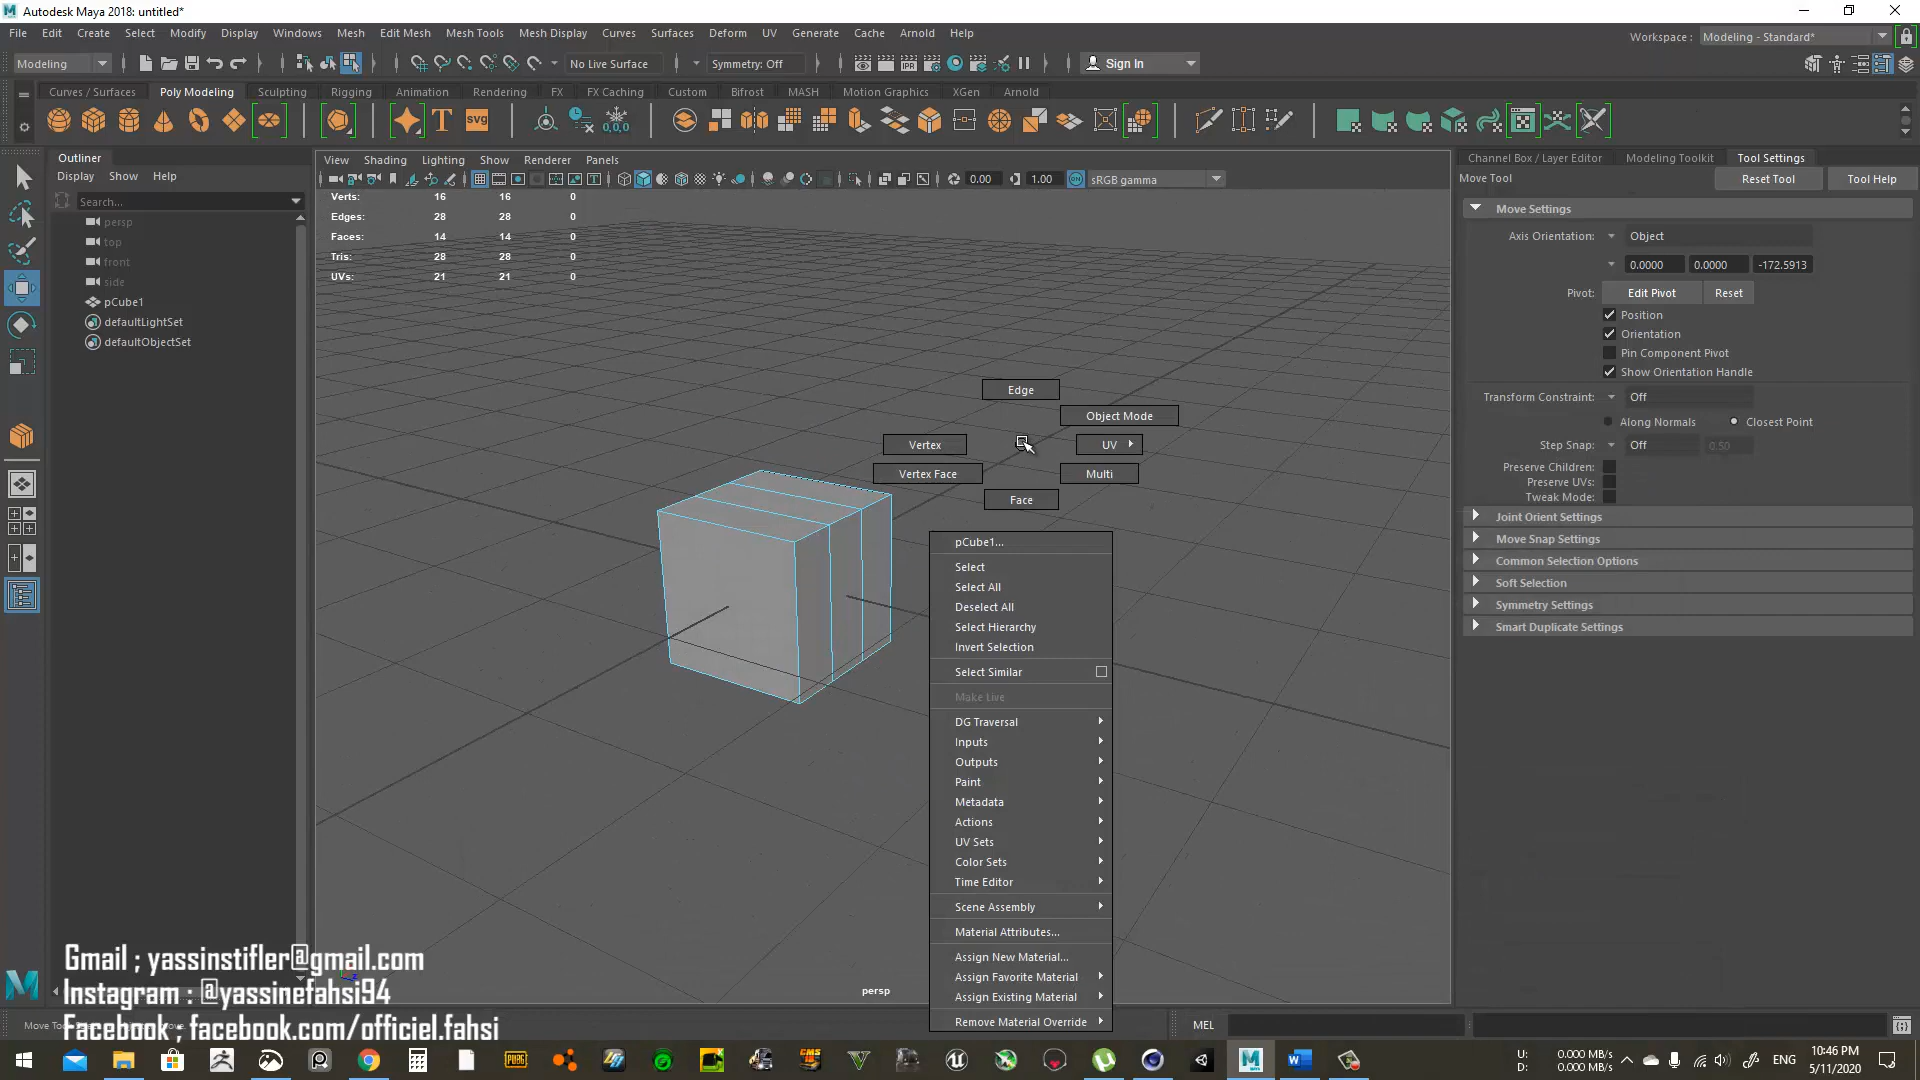 Autodesk Maya 2018: untitled*
File Edit Create Select Modify Display Windows Mesh Edit Mesh Mesh Tools Mesh Display Curves Surfaces Deform UV Generate Cache Arnold Help
Workspace : Modeling - Standard*
Modeling No Live Surface Symmetry: Off Sign In
Curves / Surfaces Poly Modeling Sculpting Rigging Animation Rendering FX FX Caching Custom Bifrost MASH Motion Graphics XGen Arnold
T svg 0,0,0
Outliner
Display Show Help
Search...
persp
top
front
side
pCube1
defaultLightSet
defaultObjectSet
View Shading Lighting Show Renderer Panels
0.00 1.00 sRGB gamma
Verts: 16 16 0
Edges: 28 28 0
Faces: 14 14 0
Tris: 28 28 0
UVs: 21 21 0
Edge
Object Mode
Vertex UV
Vertex Face Multi
Face
pCube1...
Select
Select All
Deselect All
Select Hierarchy
Invert Selection
Select Similar
Make Live
DG Traversal
Inputs
Outputs
Paint
Metadata
Actions
UV Sets
Color Sets
Time Editor
Scene Assembly
Material Attributes...
Assign New Material...
Assign Favorite Material
Assign Existing Material
Remove Material Override
persp
Channel Box / Layer Editor Modeling Toolkit Tool Settings
Move Tool Reset Tool Tool Help
Move Settings
Axis Orientation: Object
0.0000 0.0000 -172.5913
Pivot: Edit Pivot Reset
Position
Orientation
Pin Component Pivot
Show Orientation Handle
Transform Constraint: Off
Along Normals Closest Point
Step Snap: Off 0.50
Preserve Children:
Preserve UVs:
Tweak Mode:
Joint Orient Settings
Move Snap Settings
Common Selection Options
Soft Selection
Symmetry Settings
Smart Duplicate Settings
Gmail ; yassinstifler@gmail.com
Instagram : @yassinefahsi94
Facebook ; facebook.com/officiel.fahsi
Move Tool
MEL
U: 0.000 MB/s
D: 0.000 MB/s
ENG
10:46 PM
5/11/2020